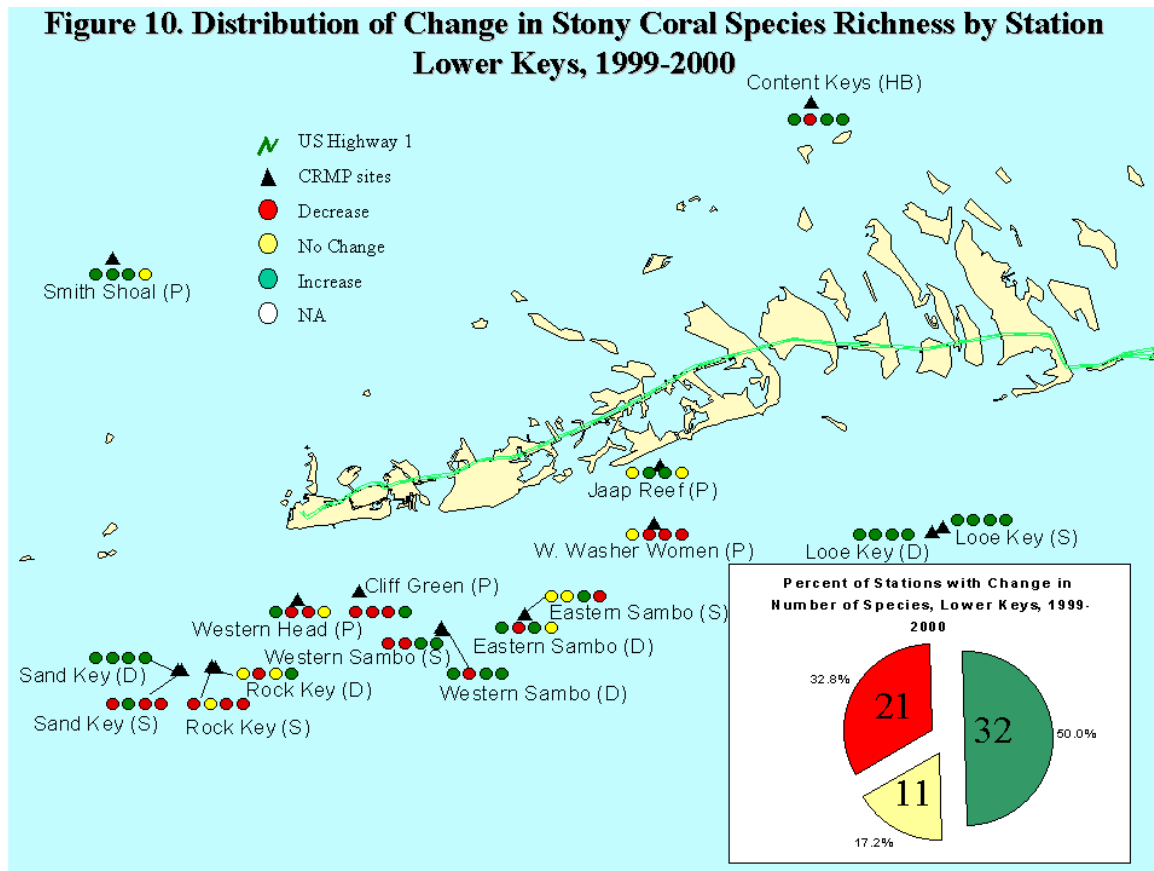 Figure 10. Distribution of Change in Stony Coral Species Richness by Station
Lower Keys, 1999-2000
Content Keys (HB)
US Highway 1
CRMP sites
Decrease
No Change
Increase
NA
Smith Shoal (P)
Jaap Reef (P)
W. Washer Women (P)
Looe Key (D)
Looe Key (S)
Cliff Green (P)
Western Head (P)
Eastern Sambo (S)
Eastern Sambo (D)
Western Sambo (S)
Western Sambo (D)
Sand Key (D)
Rock Key (D)
Sand Key (S)
Rock Key (S)
Percent of Stations with Change in
Number of Species, Lower Keys, 1999-
2000
32.8%
21
32
50.0%
11
17.2%